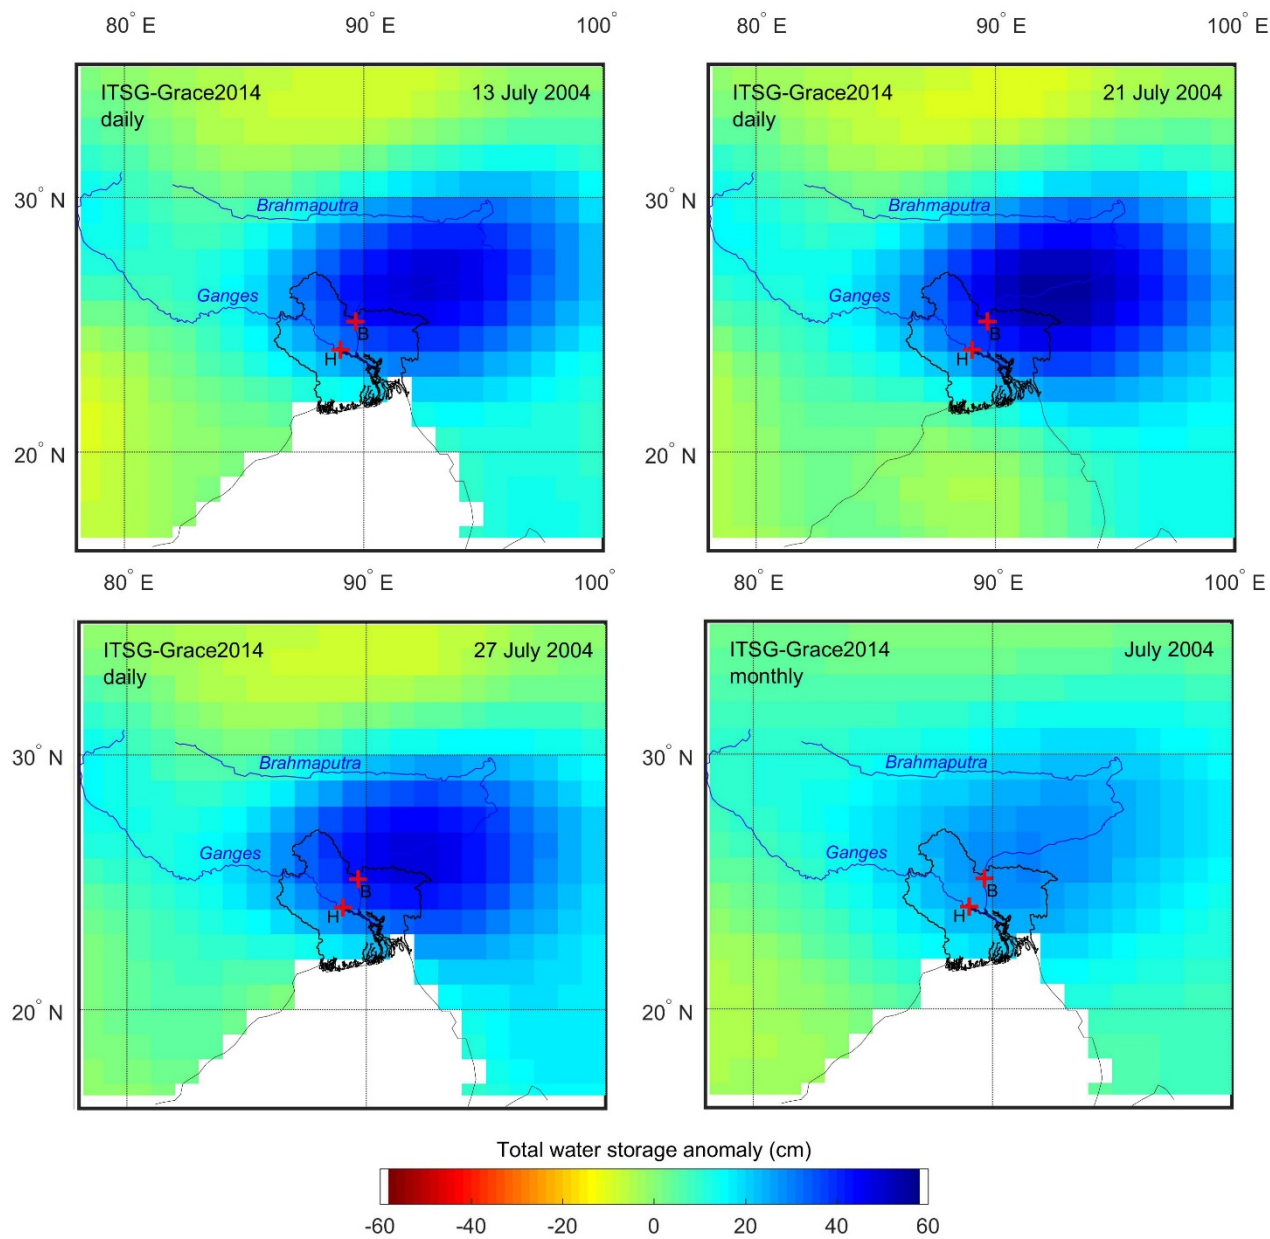 80° E 90° E 100°
80° E 90° E 100° E
ITSG-Grace2014 13 July 2004
daily
30° N
Brahmaputra
Ganges
B
H
20° N
ITSG-Grace2014 21 July 2004
daily
30° N
Brahmaputra
Ganges
B
H
20° N
80° E 90° E 100°
80° E 90° E 100° E
ITSG-Grace2014 27 July 2004
daily
30° N
Brahmaputra
Ganges
B
H
20° N
ITSG-Grace2014 July 2004
monthly
30° N
Brahmaputra
Ganges
B
H
20° N
Total water storage anomaly (cm)
-60 -40 -20 0 20 40 60